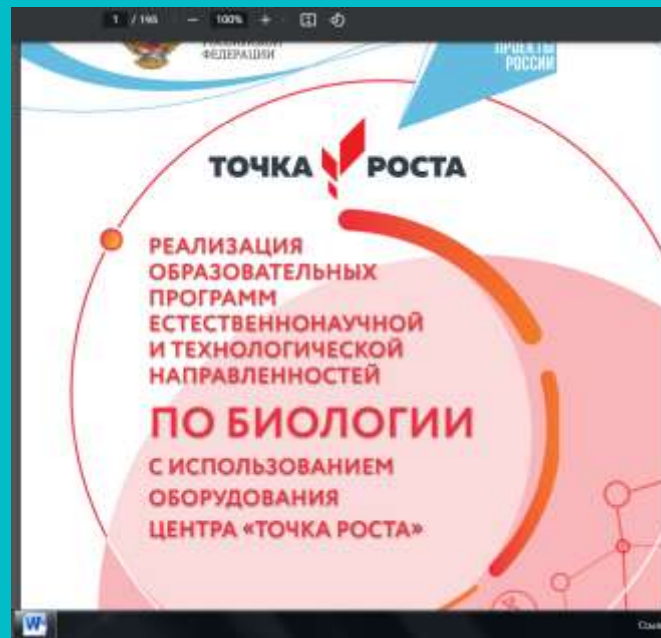 1 / 195 — 100% +
ФЕДЕРАЦИИ
ПРОЕКТЫ
РОССИИ
ТОЧКА РОСТА
РЕАЛИЗАЦИЯ
ОБРАЗОВАТЕЛЬНЫХ
ПРОГРАММ
ЕСТЕСТВЕННОНАУЧНОЙ
И ТЕХНОЛОГИЧЕСКОЙ
НАПРАВЛЕННОСТЕЙ
ПО БИОЛОГИИ
С ИСПОЛЬЗОВАНИЕМ
ОБОРУДОВАНИЯ
ЦЕНТРА «ТОЧКА РОСТА»
W